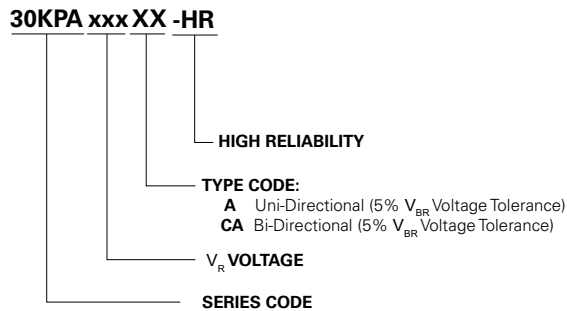 30KPA xxx XX -HR
HIGH RELIABILITY
TYPE CODE:
A Uni-Directional (5% VBR Voltage Tolerance)
CA Bi-Directional (5% VBR Voltage Tolerance)
VR VOLTAGE
SERIES CODE